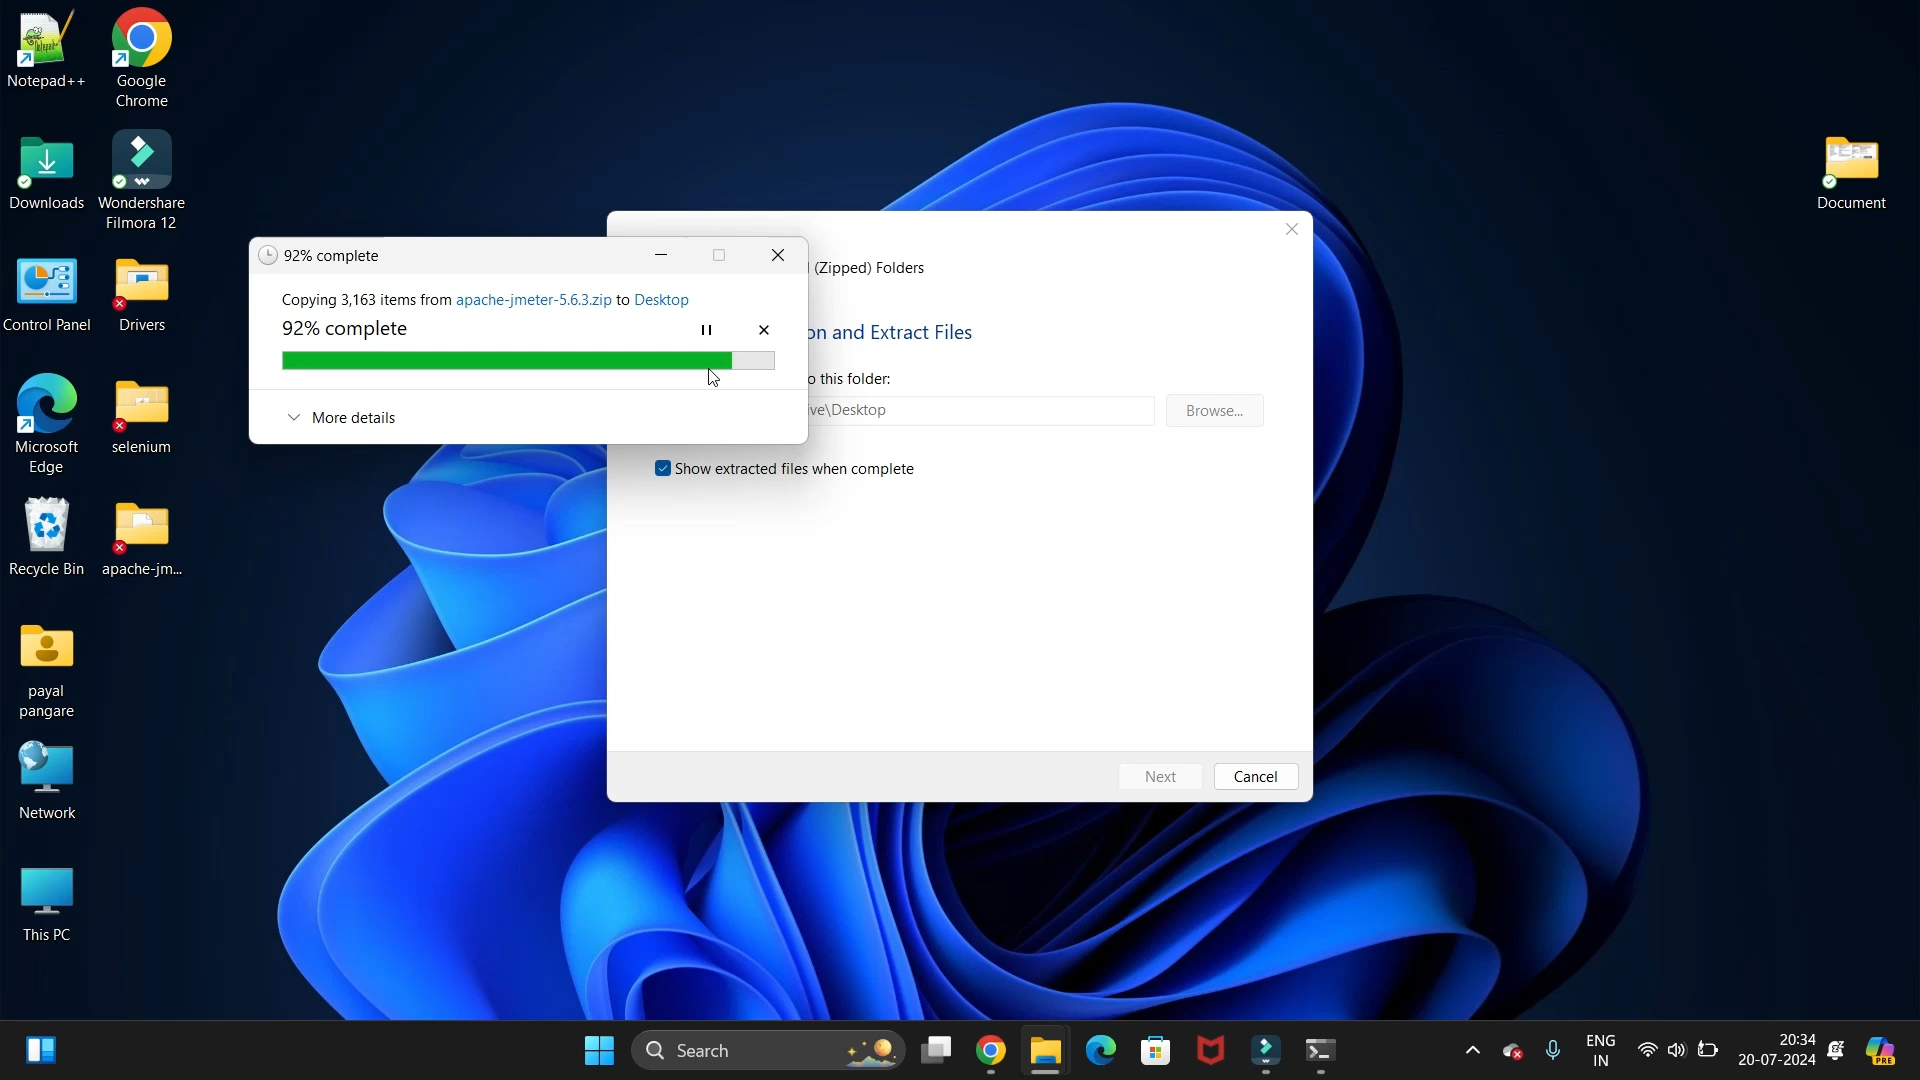 Notepad++
Google
Chrome
Downloads
Wondershare
Filmora 12
Control Panel
Drivers
Microsoft
Edge
selenium
Recycle Bin
apache-jm...
payal
pangare
Network
This PC
Document
92% complete
Copying 3,163 items from apache-jmeter-5.6.3.zip to Desktop
92% complete
More details
(Zipped) Folders
on and Extract Files
o this folder:
ive\Desktop
Browse...
Show extracted files when complete
Next
Cancel
Search
ENG
IN
20:34
20-07-2024
PRE